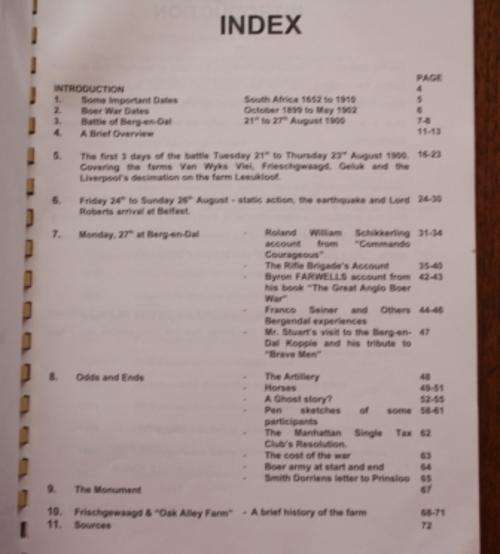 INDEX
PAGE
INTRODUCTION 4
1. Some Important Dates South Africa 1652 to 1910 5
2. Boer War Dates October 1899 to May 1902 6
3. Battle of Berg-en-Dal 21st to 27th August 1900 7-8
4. A Brief Overview 11-13
5. The first 3 days of the battle Tuesday 21st to Thursday 23rd August 1900, 16-23
Covering the farms Van Wyks Vlei, Frieschgewaagd, Geluk and the
Liverpool's decimation on the farm Leeukloof.
6. Friday 24th to Sunday 26th August - static action, the earthquake and Lord 24-30
Roberts arrival at Belfast.
7. Monday, 27th at Berg-en-Dal - Roland William Schikkerling 31-34
account from "Commando
Courageous"
- The Rifle Brigade's Account 35-40
- Byron FARWELLS account from 42-43
his book "The Great Anglo Boer
War"
- Franco Seiner and Others 44-46
Bergendal experiences
- Mr. Stuart's visit to the Berg-en- 47
Dal Koppie and his tribute to
"Brave Men"
8. Odds and Ends - The Artillery 48
- Horses 49-51
- A Ghost story? 52-55
- Pen sketches of some 56-61
participants
- The Manhattan Single Tax 62
Club's Resolution.
- The cost of the war 63
- Boer army at start and end 64
- Smith Dorriens letter to Prinsloo 65
9. The Monument 67
10. Frischgewaagd & "Oak Alley Farm" - A brief history of the farm 68-71
11. Sources 72